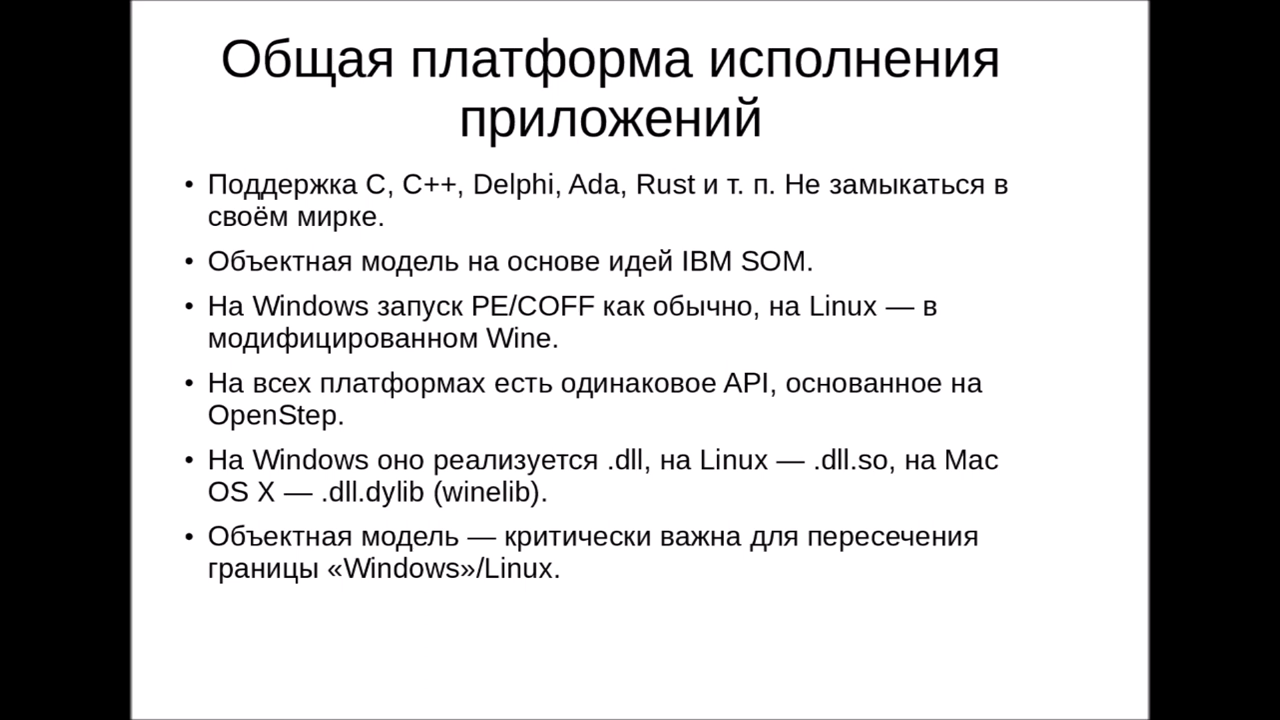 Общая платформа исполнения
приложений
• Поддержка C, C++, Delphi, Ada, Rust и т. п. Не замыкаться в
своём мирке.
• Объектная модель на основе идей IBM SOM.
• На Windows запуск PE/COFF как обычно, на Linux — в
модифицированном Wine.
• На всех платформах есть одинаковое API, основанное на
OpenStep.
• На Windows оно реализуется .dll, на Linux — .dll.so, на Mac
OS X — .dll.dylib (winelib).
• Объектная модель — критически важна для пересечения
границы «Windows»/Linux.